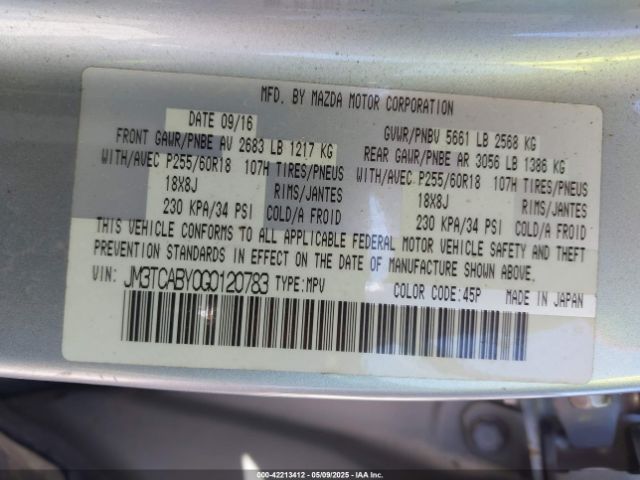 MFD. BY MAZDA MOTOR CORPORATION
DATE 09/16 GVWR/PNBV 5661 LB 2568 KG
FRONT GAWR/PNBE AV 2683 LB 1217 KG REAR GAWR/PNBE AR 3056 LB 1386 KG
WITH/AVEC P255/60R18 107H TIRES/PNEUS WITH/AVEC P255/60R18 107H TIRES/PNEUS
18X8J RIMS/JANTES 18X8J RIMS/JANTES
230 KPA/34 PSI COLD/A FROID 230 KPA/34 PSI COLD/A FROID
THIS VEHICLE CONFORMS TO ALL APPLICABLE FEDERAL MOTOR VEHICLE SAFETY AND THEFT
PREVENTION STANDARDS IN EFFECT ON THE DATE OF MANUFACTURE SHOWN ABOVE.
VIN: JM3TCABY0G0120783 TYPE:MPV COLOR CODE:45P MADE IN JAPAN
000-42213412 - 05/09/2025 - IAA Inc.